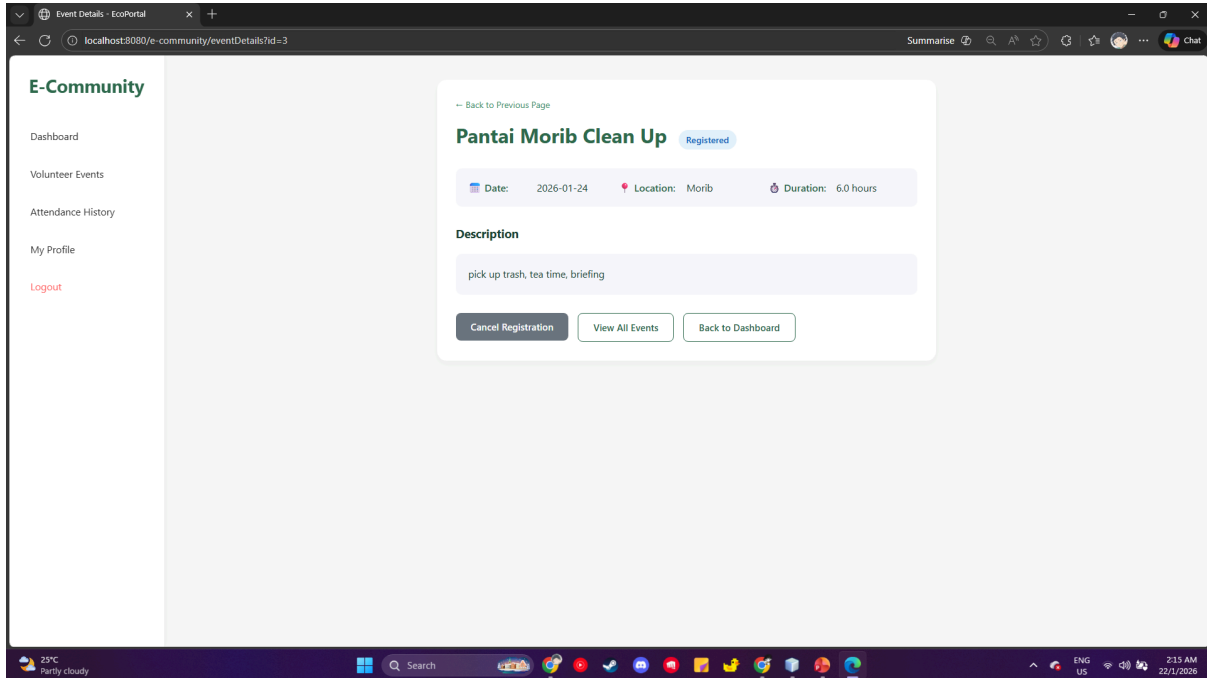 Event Details - EcoPortal
localhost:8080/e-community/eventDetails?id=3
Summarise
Chat
E-Community
Dashboard
Volunteer Events
Attendance History
My Profile
Logout
← Back to Previous Page
Pantai Morib Clean Up Registered
Date: 2026-01-24 Location: Morib Duration: 6.0 hours
Description
pick up trash, tea time, briefing
Cancel Registration View All Events Back to Dashboard
25°C
Partly cloudy
Search
ENG
US
2:15 AM
22/1/2026